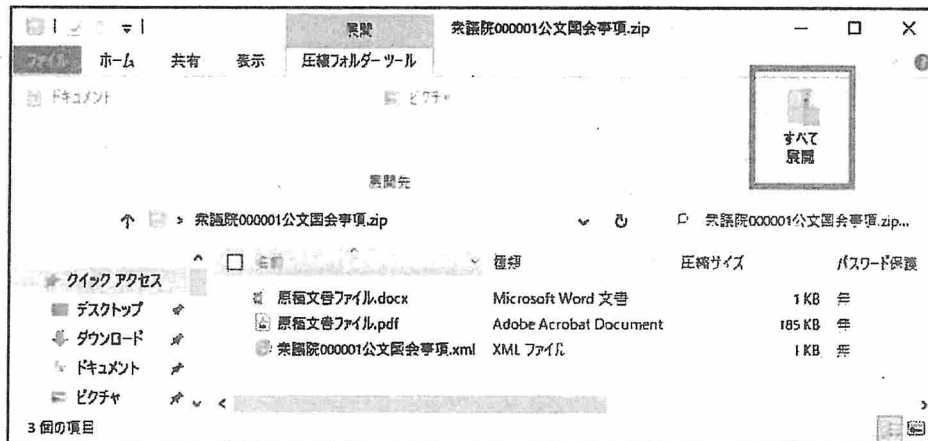 展開
衆議院000001公文国会事項.zip
ファイル ホーム 共有 表示 圧縮フォルダー ツール
ドキュメント ピクチャ
すべて
展開
展開先
衆議院000001公文国会事項.zip
衆議院000001公文国会事項.zip...
名前 種類 圧縮サイズ パスワード保護
クイック アクセス
デスクトップ
ダウンロード
ドキュメント
ピクチャ
原稿文書ファイル.docx Microsoft Word 文書 1 KB 無
原稿文書ファイル.pdf Adobe Acrobat Document 185 KB 無
衆議院000001公文国会事項.xml XML ファイル 1 KB 無
3 個の項目